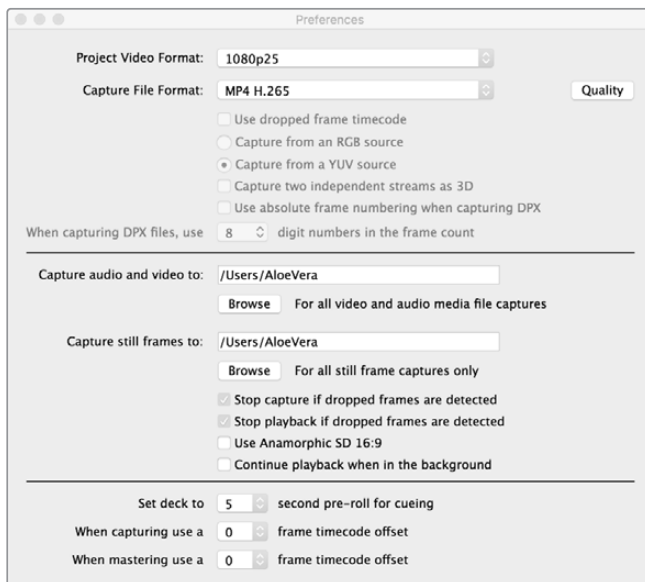 Preferences
Project Video Format: 1080p25
Capture File Format: MP4 H.265 Quality
Use dropped frame timecode
Capture from an RGB source
Capture from a YUV source
Capture two independent streams as 3D
Use absolute frame numbering when capturing DPX
When capturing DPX files, use 8 digit numbers in the frame count
Capture audio and video to: /Users/AloeVera
Browse For all video and audio media file captures
Capture still frames to: /Users/AloeVera
Browse For all still frame captures only
Stop capture if dropped frames are detected
Stop playback if dropped frames are detected
Use Anamorphic SD 16:9
Continue playback when in the background
Set deck to 5 second pre-roll for cueing
When capturing use a 0 frame timecode offset
When mastering use a 0 frame timecode offset